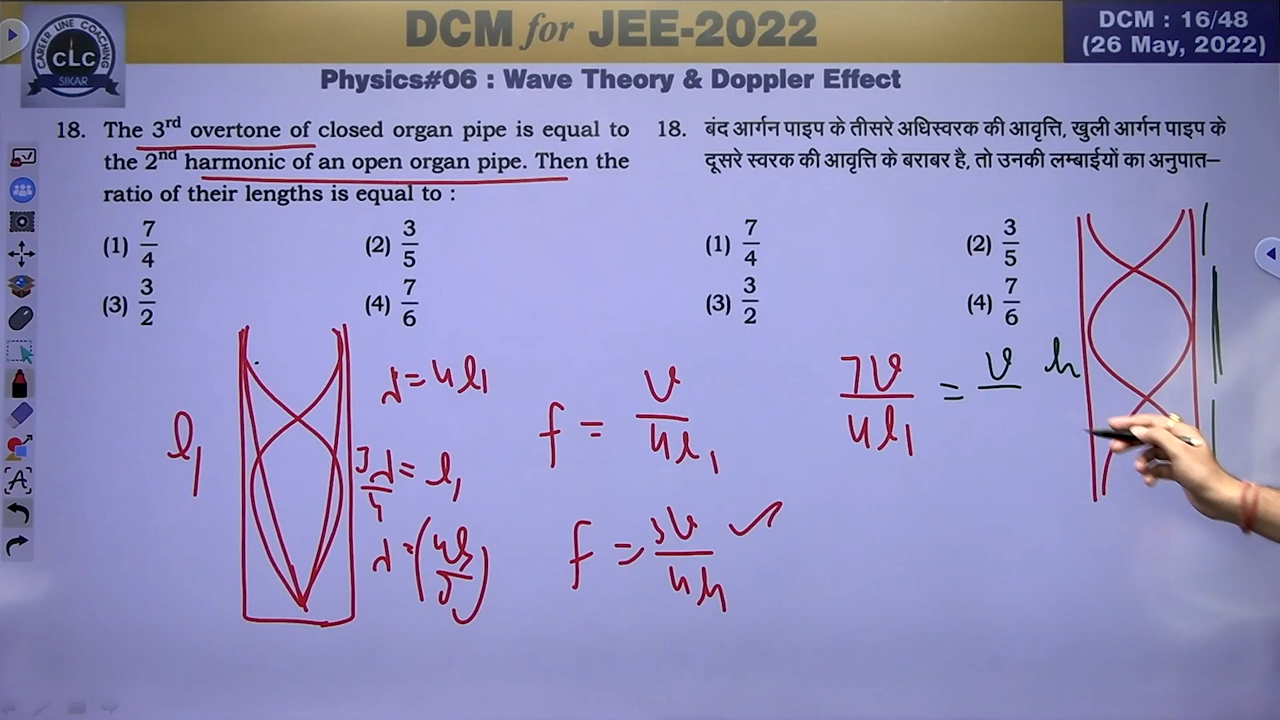 DCM for JEE-2022
DCM : 16/48
(26 May, 2022)
CAREER LINE COACHING
CLC
SIKAR
Physics#06 : Wave Theory & Doppler Effect
18. The 3rd overtone of closed organ pipe is equal to
the 2nd harmonic of an open organ pipe. Then the
ratio of their lengths is equal to :
(1) 7/4
(2) 3/5
(3) 3/2
(4) 7/6
18. बंद आर्गन पाइप के तीसरे अधिस्वरक की आवृत्ति, खुली आर्गन पाइप के
दूसरे स्वरक की आवृत्ति के बराबर है, तो उनकी लम्बाईयों का अनुपात–
(1) 7/4
(2) 3/5
(3) 3/2
(4) 7/6
l₁
λ = 4l₁
3λ/4 = l₁
f = v/4l₁
7v/4l₁ = v
A